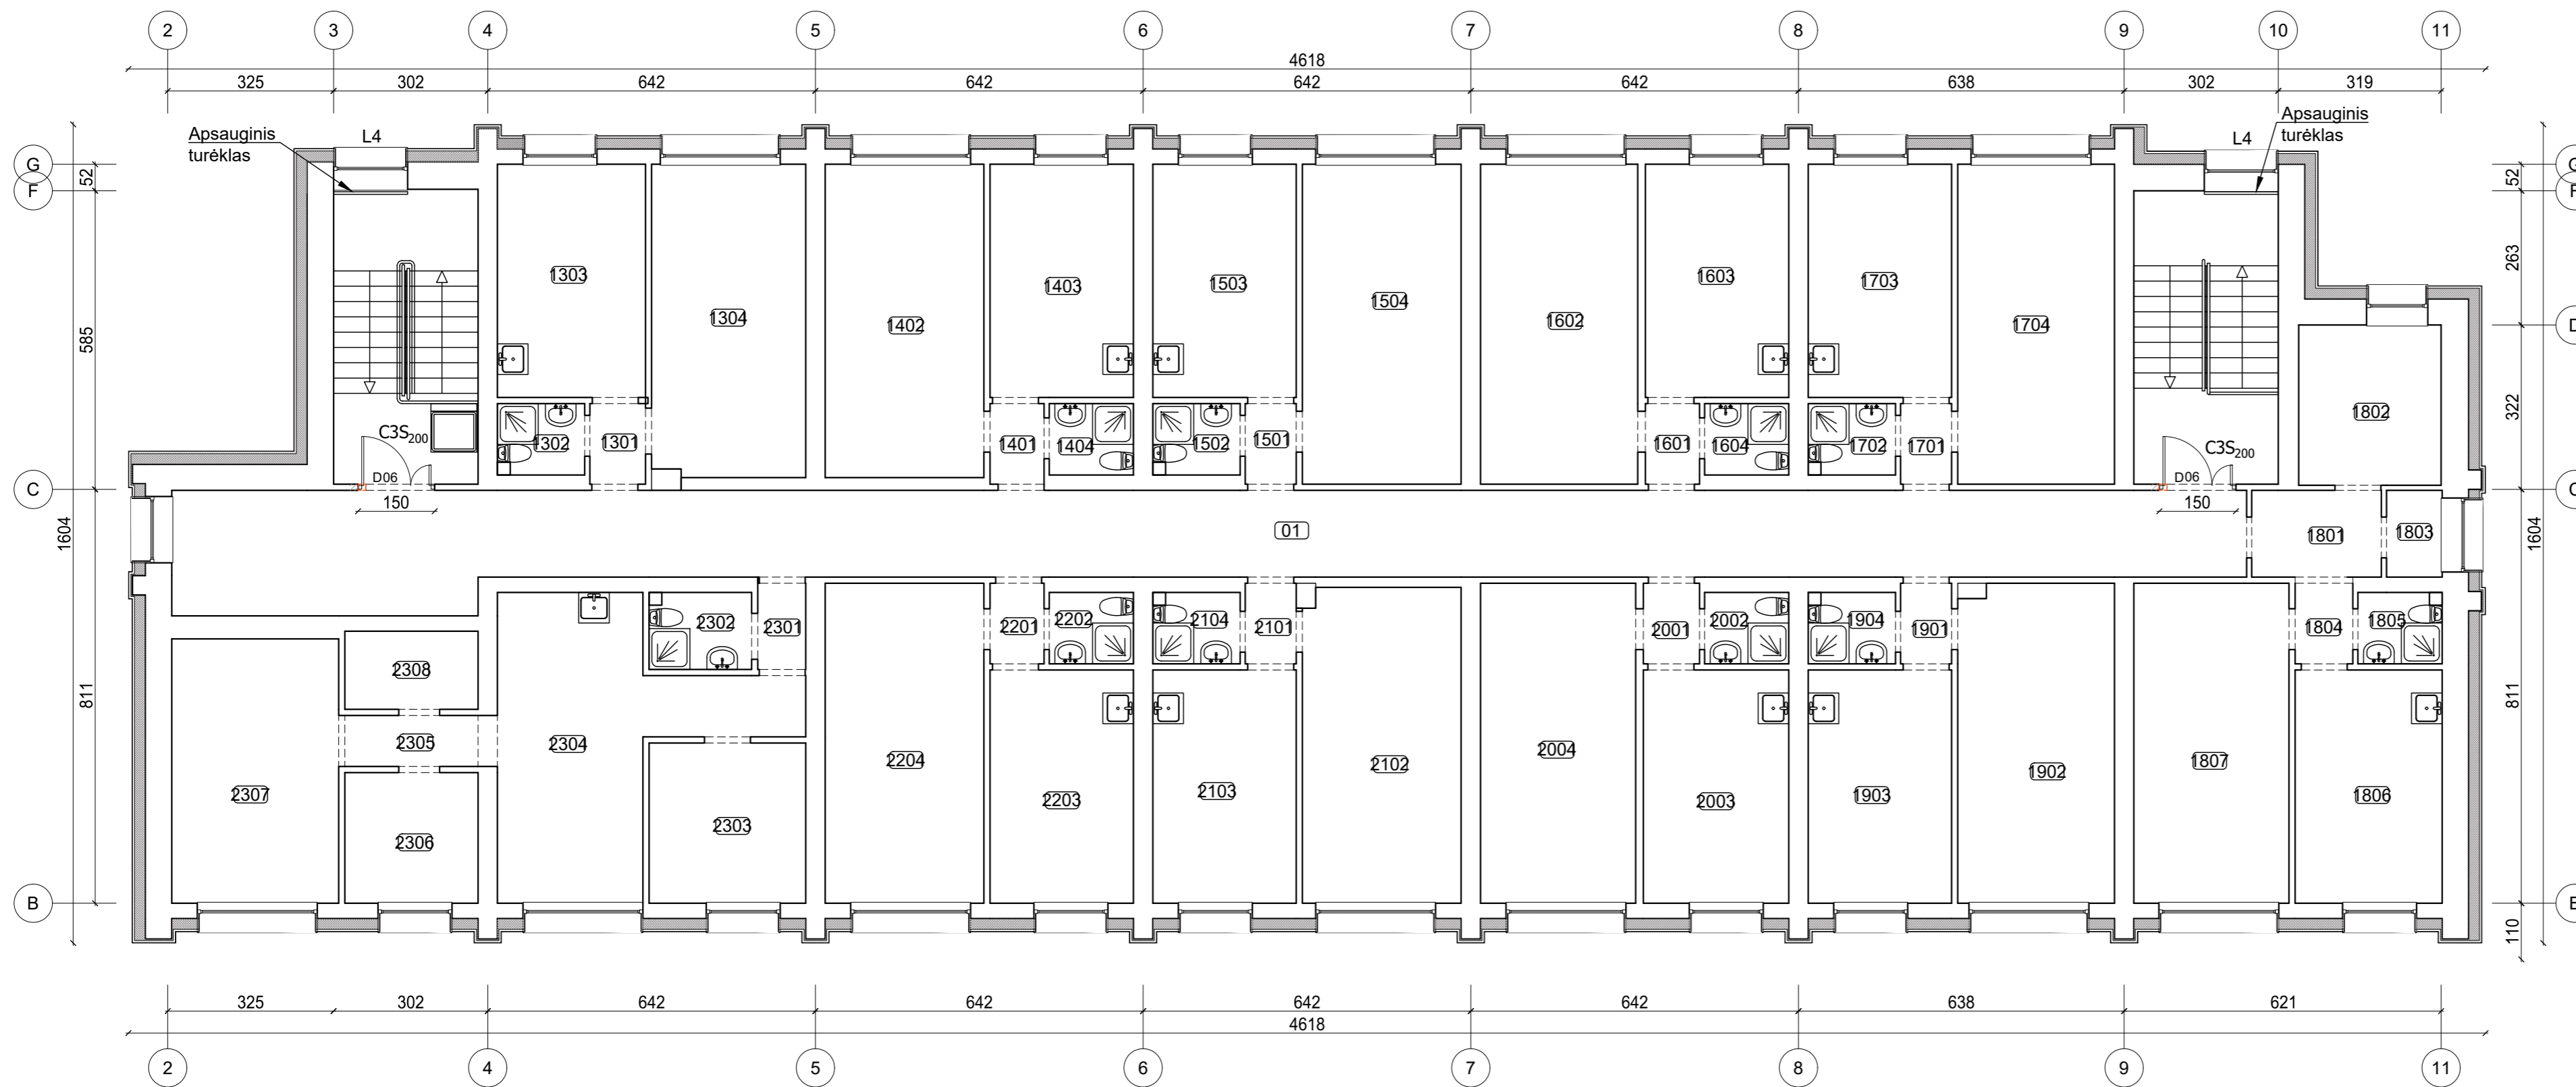 2 3 4 5 6 7 8 9 10 11
4618
325 302 642 642 642 642 638 302 319
Apsauginis
turėklas
L4
L4
Apsauginis
turėklas
G
F
52
585
C
1604
811
B
G
F
52
263
D
322
C
1604
811
110
B
1303 1304 1402 1403 1503 1504 1602 1603 1703 1704 1802
C3S200
D06
150
1302 1301 1401 1404 1502 1501 1601 1604 1702 1701
C3S200
D06
150
01
1801 1803
2302 2301 2201 2202 2104 2101 2001 2002 1904 1901 1804 1805
2308
2305 2304 2204 2102 2004 1902 1807
2307 2203 2103 2003 1903 1806
2306 2303
325 302 642 642 642 642 638 621
4618
2 4 5 6 7 8 9 11